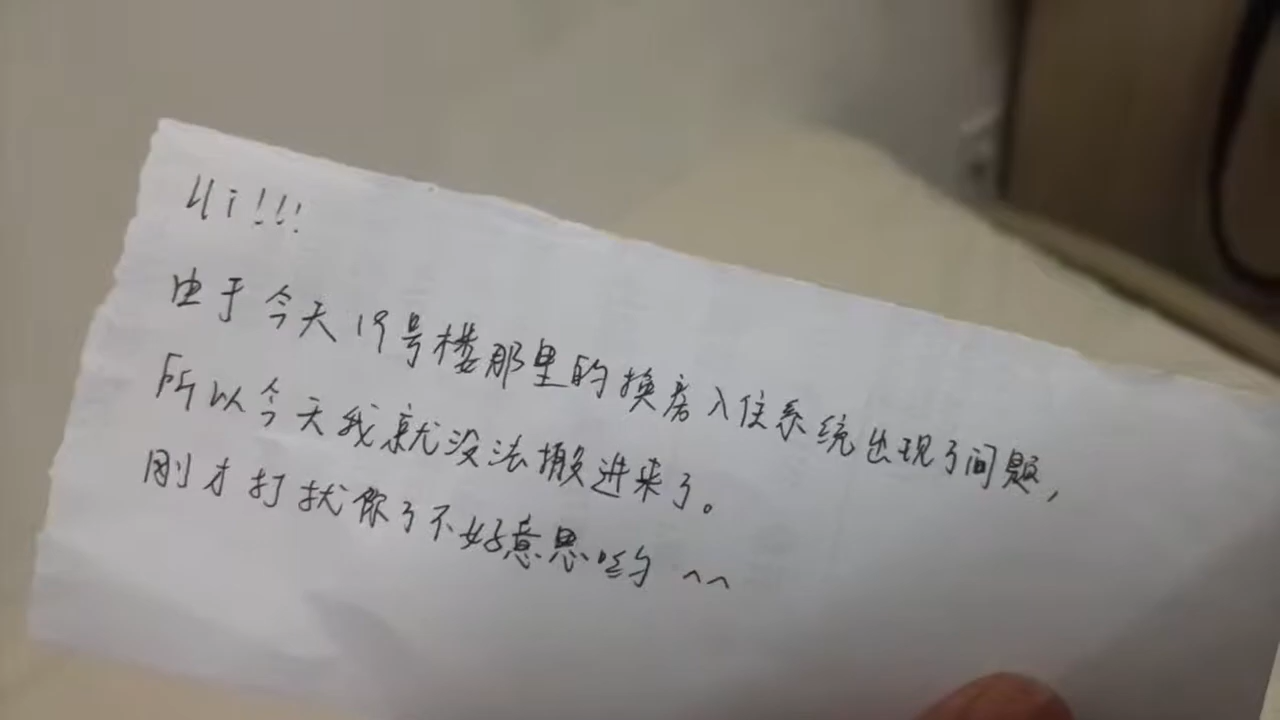 Hi!!!
由于今天19号楼那里的换房入住系统出现了问题,
所以今天我就没法搬进来了。
刚才打扰你了不好意思哟 ^^